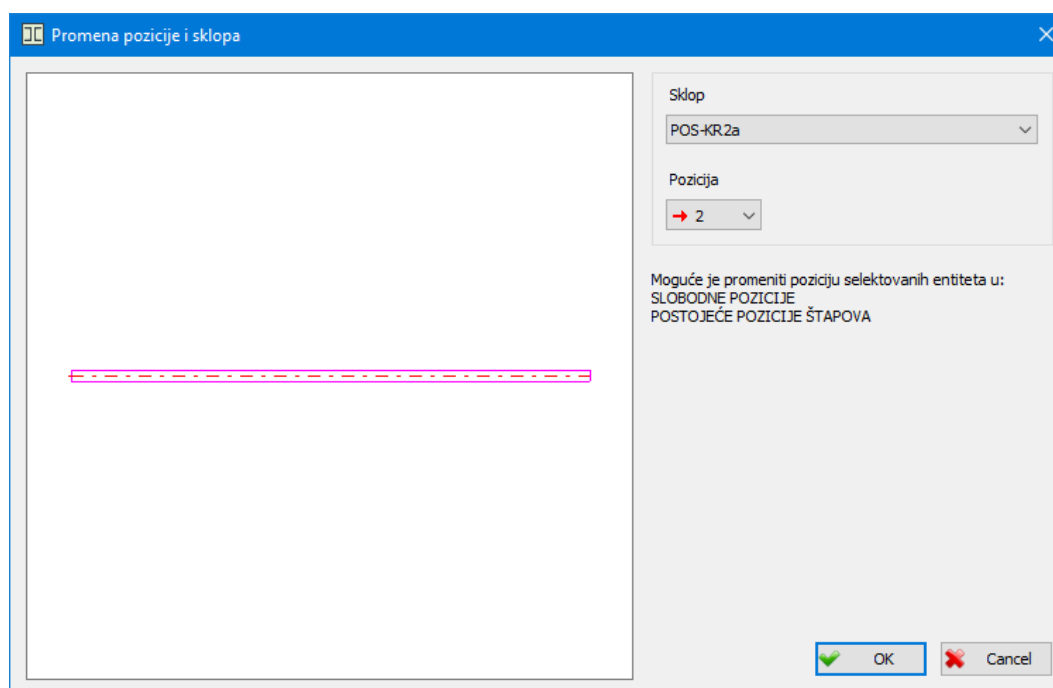 Promena pozicije i sklopa
Sklop
POS-KR2a
Pozicija
2
Moguće je promeniti poziciju selektovanih entiteta u:
SLOBODNE POZICIJE
POSTOJEĆE POZICIJE ŠTAPOVA
OK
Cancel